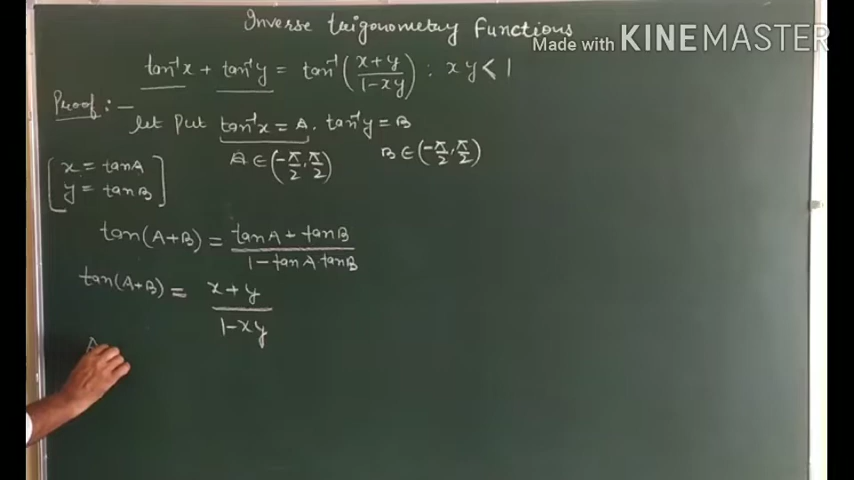 Inverse trigonometry Functions
Made with KINEMASTER
tan⁻¹x + tan⁻¹y = tan⁻¹(x+y / 1-xy) : xy < 1
Proof :-
let Put tan⁻¹x = A, tan⁻¹y = B
A ∈ (-π/2, π/2) B ∈ (-π/2, π/2)
[x = tanA
y = tanB]
tan(A+B) = tanA + tanB / 1 - tanA tanB
tan(A+B) = x+y / 1-xy
A